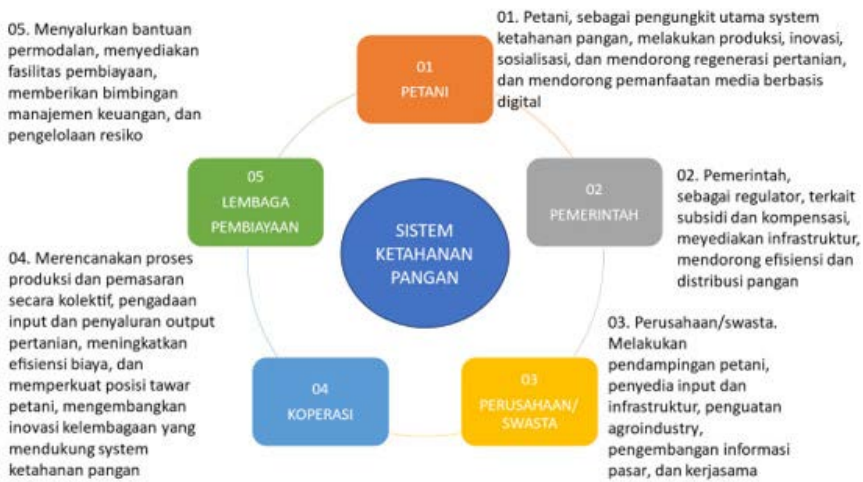 05. Menyalurkan bantuan
permodalan, menyediakan
fasilitas pembiayaan,
memberikan bimbingan
manajemen keuangan, dan
pengelolaan resiko
01
PETANI
01. Petani, sebagai pengungkit utama system
ketahanan pangan, melakukan produksi, inovasi,
sosialisasi, dan mendorong regenerasi pertanian,
dan mendorong pemanfaatan media berbasis
digital
05
LEMBAGA
PEMBIAYAAN
SISTEM
KETAHANAN
PANGAN
02
PEMERINTAH
02. Pemerintah,
sebagai regulator, terkait
subsidi dan kompensasi,
meyediakan infrastruktur,
mendorong efisiensi dan
distribusi pangan
04. Merencanakan proses
produksi dan pemasaran
secara kolektif, pengadaan
input dan penyaluran output
pertanian, meningkatkan
efisiensi biaya, dan
memperkuat posisi tawar
petani, mengembangkan
inovasi kelembagaan yang
mendukung system
ketahanan pangan
04
KOPERASI
03
PERUSAHAAN/
SWASTA
03. Perusahaan/swasta.
Melakukan
pendampingan petani,
penyedia input dan
infrastruktur, penguatan
agroindustry,
pengembangan informasi
pasar, dan kerjasama